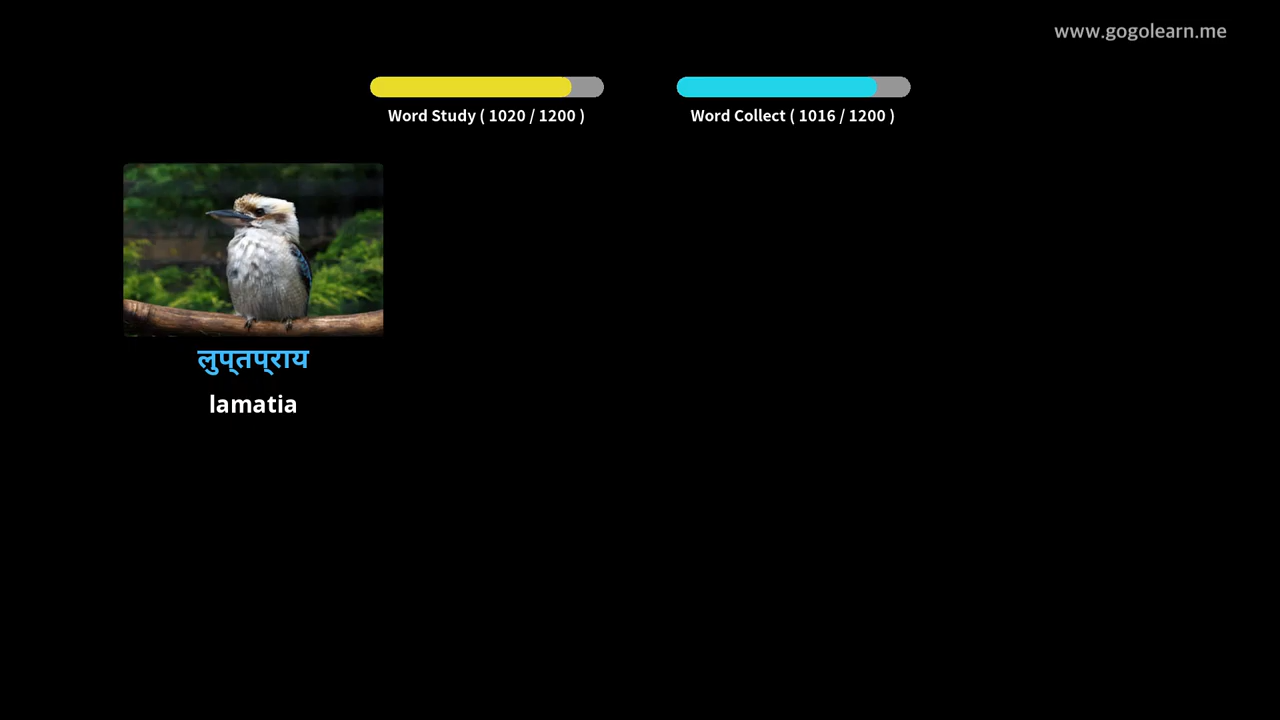 www.gogolearn.me
Word Study ( 1020 / 1200 )
Word Collect ( 1016 / 1200 )
लुप्तप्राय
lamatia